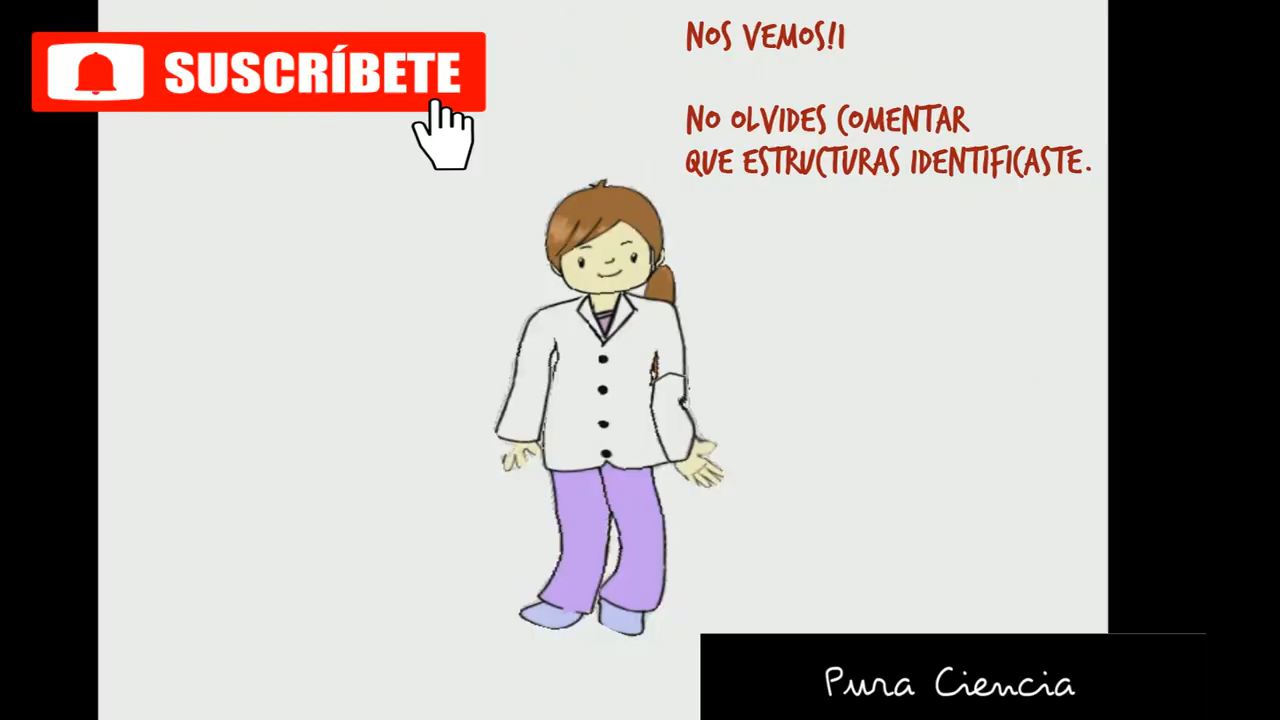 SUSCRÍBETE
NOS VEMOS!!
NO OLVIDES COMENTAR
QUE ESTRUCTURAS IDENTIFICASTE.
Pura Ciencia